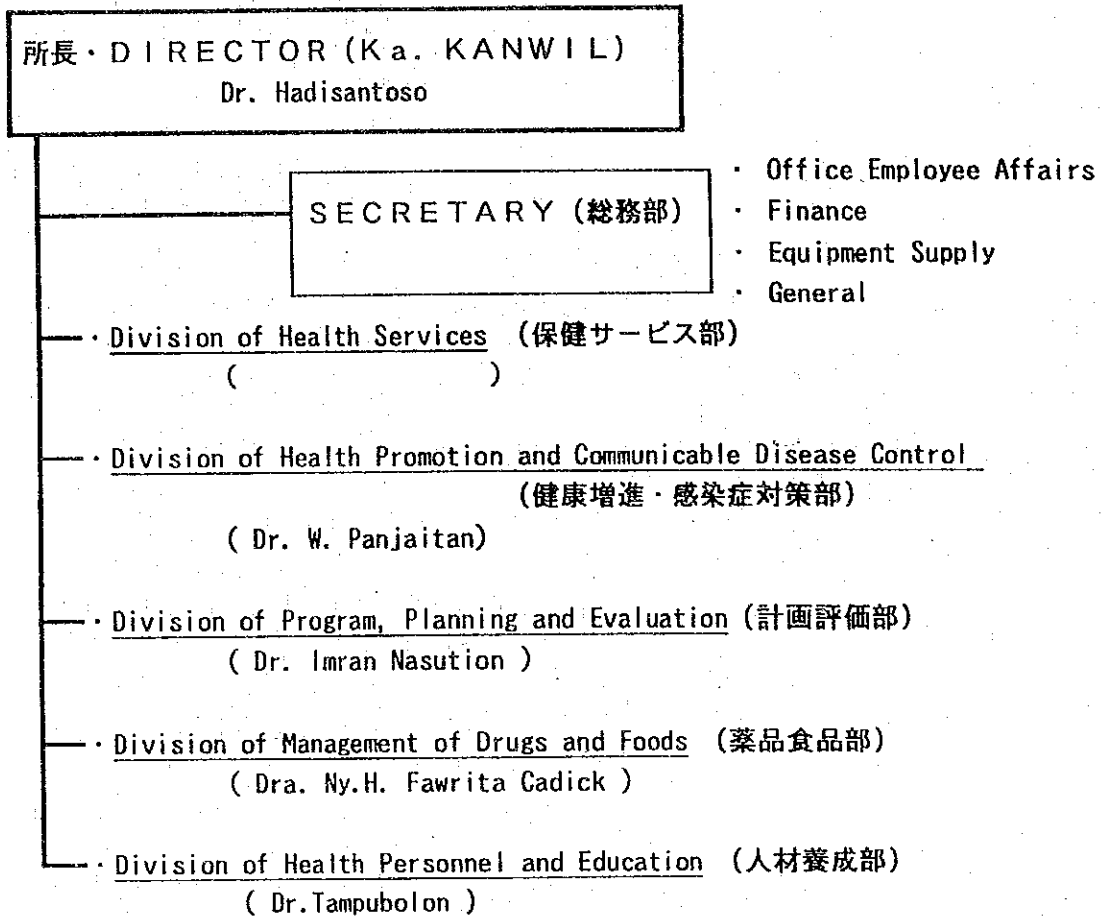 所長・DIRECTOR(Ka. KANWIL)
Dr. Hadisantoso
SECRETARY(総務部)
・ Office Employee Affairs
・ Finance
・ Equipment Supply
・ General
・Division of Health Services (保健サービス部)
( )
・Division of Health Promotion and Communicable Disease Control
(健康増進・感染症対策部)
( Dr. W. Panjaitan)
・Division of Program, Planning and Evaluation (計画評価部)
( Dr. Imran Nasution )
・Division of Management of Drugs and Foods (薬品食品部)
( Dra. Ny.H. Fawrita Cadick )
・Division of Health Personnel and Education (人材養成部)
( Dr.Tampubolon )